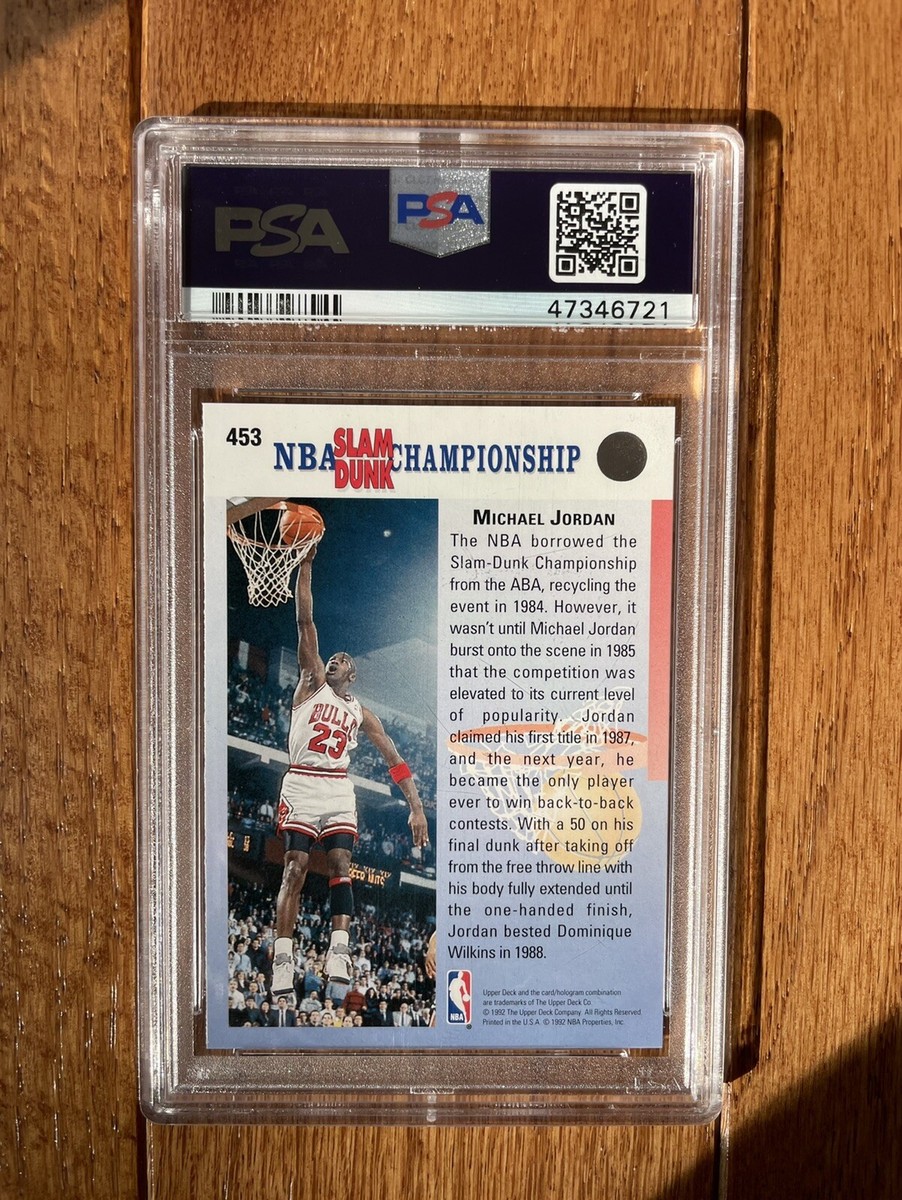 PSA
PSA
47346721
453
NBA SLAM DUNK CHAMPIONSHIP
MICHAEL JORDAN
The NBA borrowed the
Slam-Dunk Championship
from the ABA, recycling the
event in 1984. However, it
wasn't until Michael Jordan
burst onto the scene in 1985
that the competition was
elevated to its current level
of popularity. Jordan
claimed his first title in 1987,
and the next year, he
became the only player
ever to win back-to-back
contests. With a 50 on his
final dunk after taking off
from the free throw line with
his body fully extended until
the one-handed finish,
Jordan bested Dominique
Wilkins in 1988.
BULLS
23
NBA
Upper Deck and the card/hologram combination
are trademarks of The Upper Deck Co.
© 1992 The Upper Deck Company. All Rights Reserved.
Printed in the U.S.A. © 1992 NBA Properties, Inc.